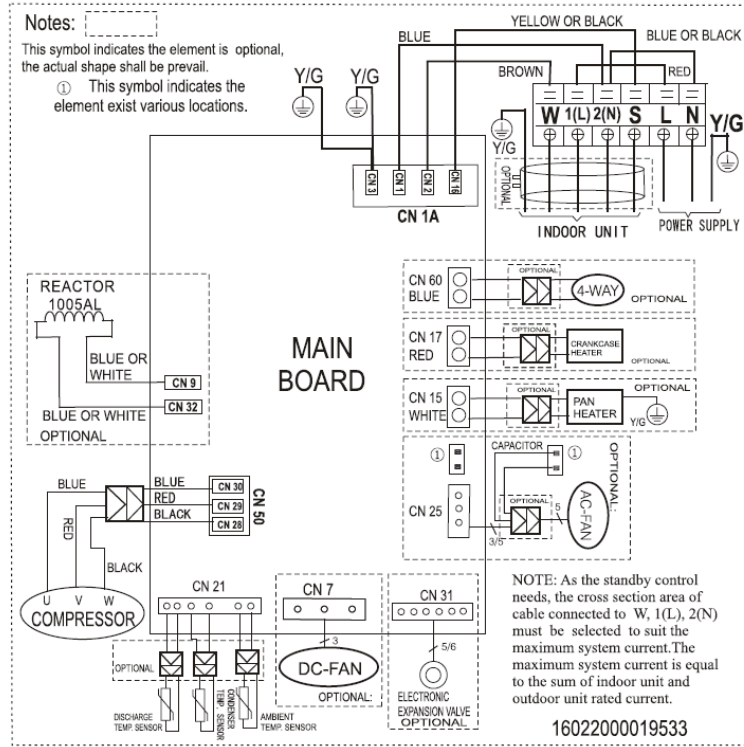 Notes:
This symbol indicates the element is optional,
the actual shape shall be prevail.
① This symbol indicates the
element exist various locations.
YELLOW OR BLACK
BLUE
BLUE OR BLACK
BROWN
RED
Y/G
Y/G
W 1(L) 2(N) S L N
Y/G
Y/G
OPTIONAL
INDOOR UNIT
POWER SUPPLY
CN 3
CN 1
CN 2
CN 16
CN 1A
REACTOR
1005AL
BLUE OR
WHITE
CN 9
CN 32
BLUE OR WHITE
OPTIONAL
MAIN
BOARD
CN 60
BLUE
OPTIONAL
4-WAY
OPTIONAL
CN 17
RED
OPTIONAL
CRANKCASE
HEATER
OPTIONAL
CN 15
WHITE
OPTIONAL
PAN
HEATER
OPTIONAL
Y/G
①
CAPACITOR
①
OPTIONAL:
CN 25
OPTIONAL
3/5
5
AC-FAN
BLUE
BLUE
CN 30
RED
CN 29
BLACK
CN 28
CN 50
RED
BLACK
U V W
COMPRESSOR
CN 21
OPTIONAL
DISCHARGE
TEMP. SENSOR
CONDENSER
TEMP. SENSOR
AMBIENT
TEMP. SENSOR
CN 7
3
DC-FAN
OPTIONAL:
CN 31
5/6
ELECTRONIC
EXPANSION VALVE
OPTIONAL
NOTE: As the standby control
needs, the cross section area of
cable connected to W, 1(L), 2(N)
must be selected to suit the
maximum system current.The
maximum system current is equal
to the sum of indoor unit and
outdoor unit rated current.
16022000019533